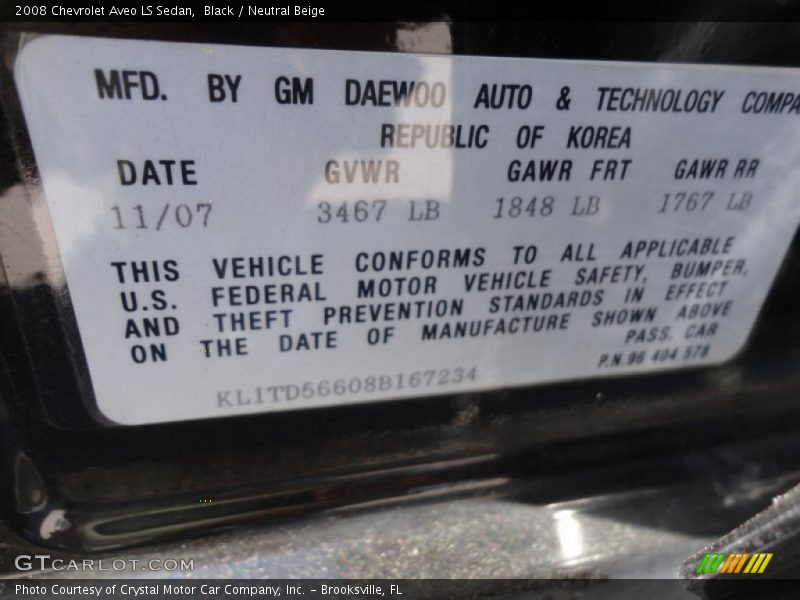 2008 Chevrolet Aveo LS Sedan, Black / Neutral Beige
MFD. BY GM DAEWOO AUTO & TECHNOLOGY COMPA
REPUBLIC OF KOREA
DATE GVWR GAWR FRT GAWR RR
11/07 3467 LB 1848 LB 1767 LB
THIS VEHICLE CONFORMS TO ALL APPLICABLE
U.S. FEDERAL MOTOR VEHICLE SAFETY, BUMPER,
AND THEFT PREVENTION STANDARDS IN EFFECT
ON THE DATE OF MANUFACTURE SHOWN ABOVE
PASS. CAR
KL1TD56608B167234 P.N.96 404 578
GTCARLOT.COM
Photo Courtesy of Crystal Motor Car Company, Inc. – Brooksville, FL